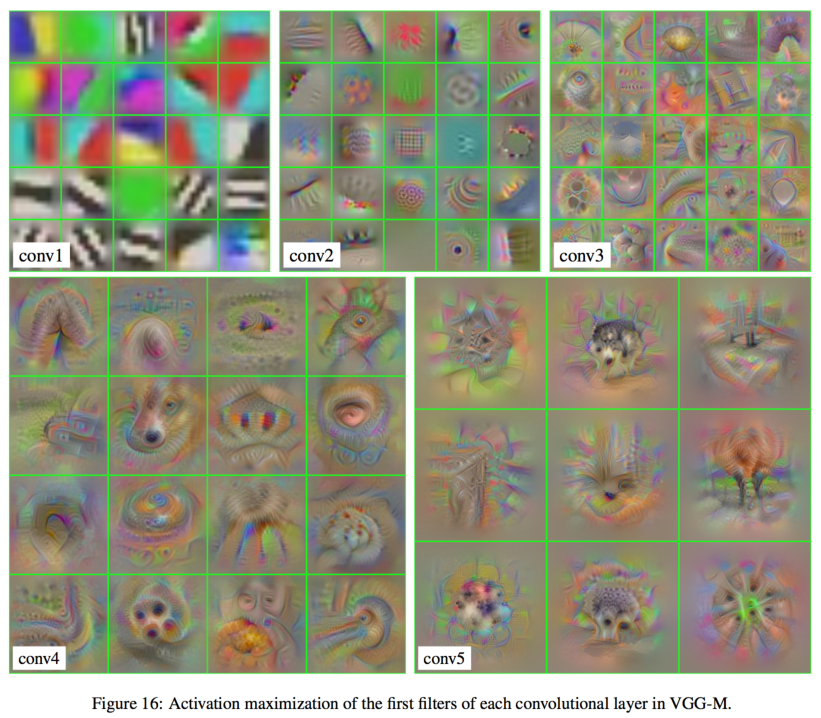 conv1
conv2
conv3
conv4
conv5
Figure 16: Activation maximization of the first filters of each convolutional layer in VGG-M.